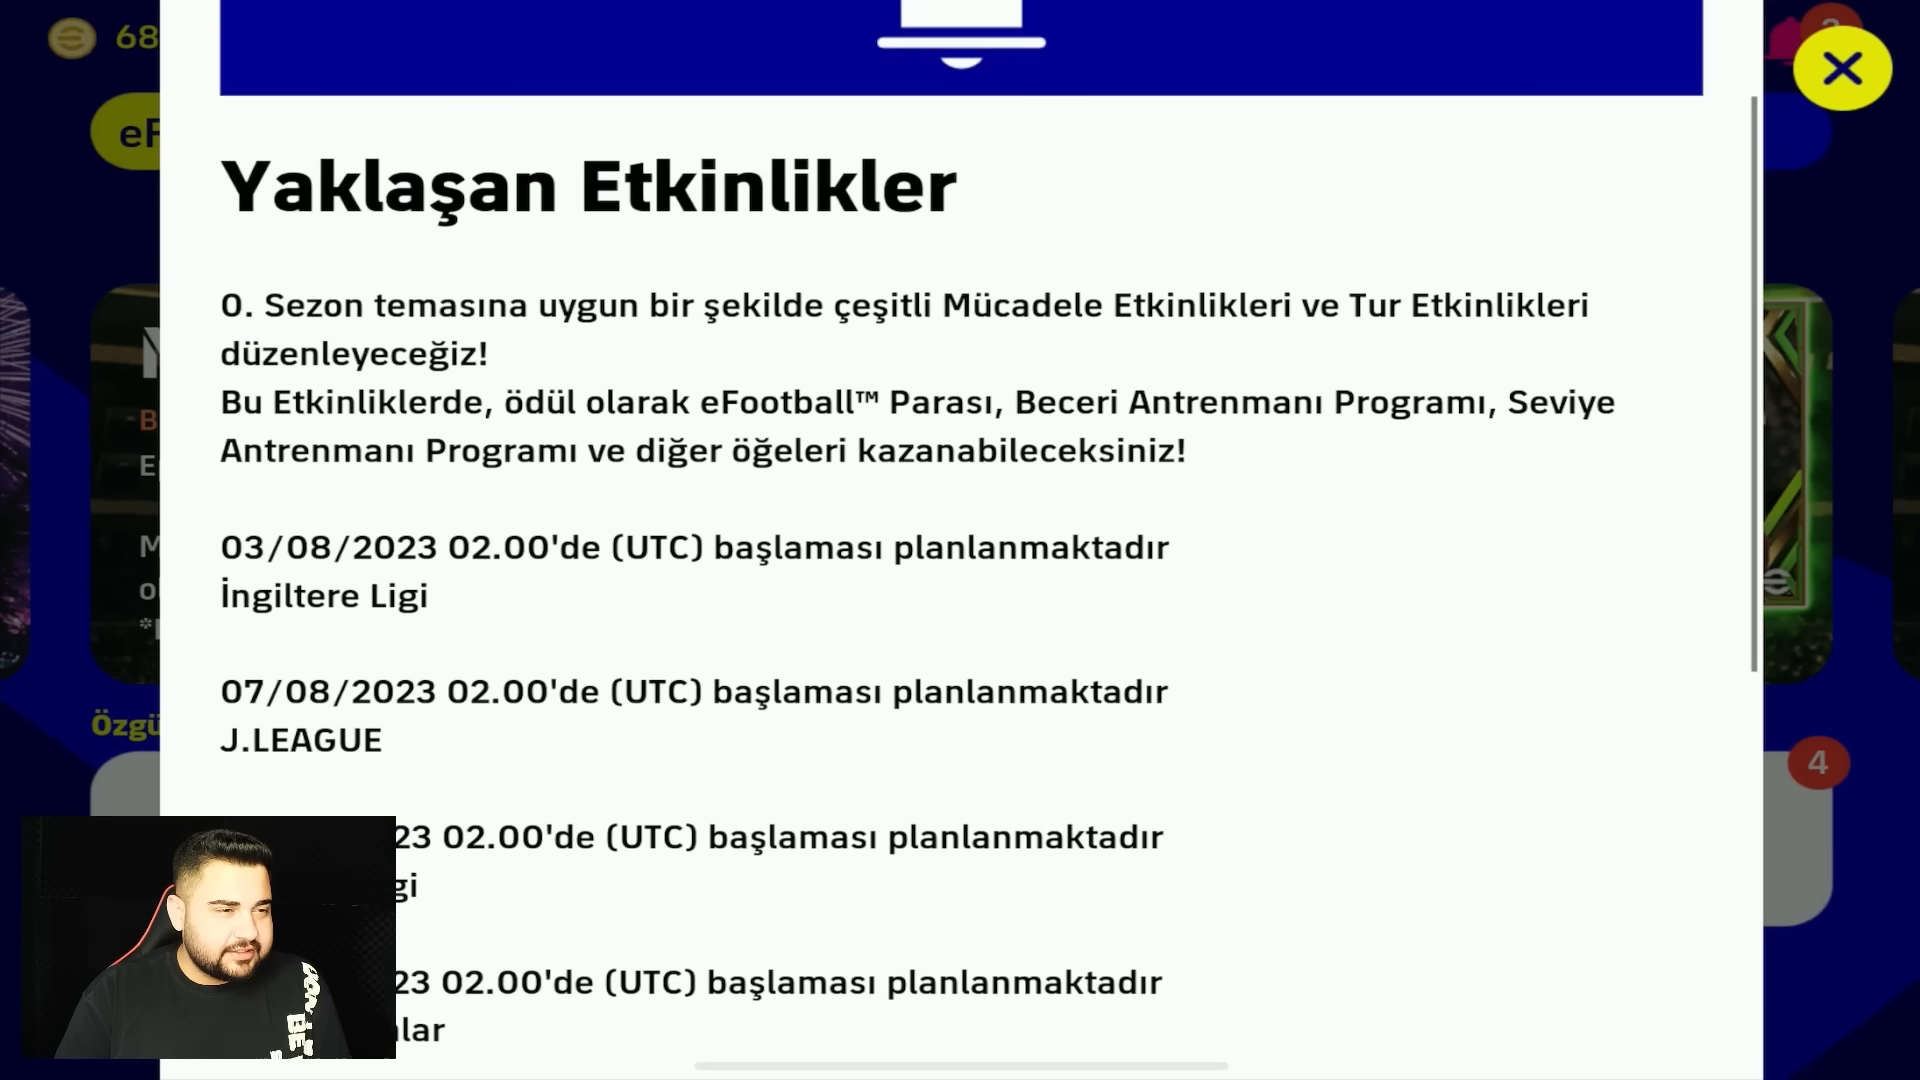 68
eF
Yaklaşan Etkinlikler
0. Sezon temasına uygun bir şekilde çeşitli Mücadele Etkinlikleri ve Tur Etkinlikleri
düzenleyeceğiz!
Bu Etkinliklerde, ödül olarak eFootball™ Parası, Beceri Antrenmanı Programı, Seviye
Antrenmanı Programı ve diğer öğeleri kazanabileceksiniz!
03/08/2023 02.00'de (UTC) başlaması planlanmaktadır
İngiltere Ligi
07/08/2023 02.00'de (UTC) başlaması planlanmaktadır
J.LEAGUE
Özgü
4
23 02.00'de (UTC) başlaması planlanmaktadır
gi
23 02.00'de (UTC) başlaması planlanmaktadır
lar